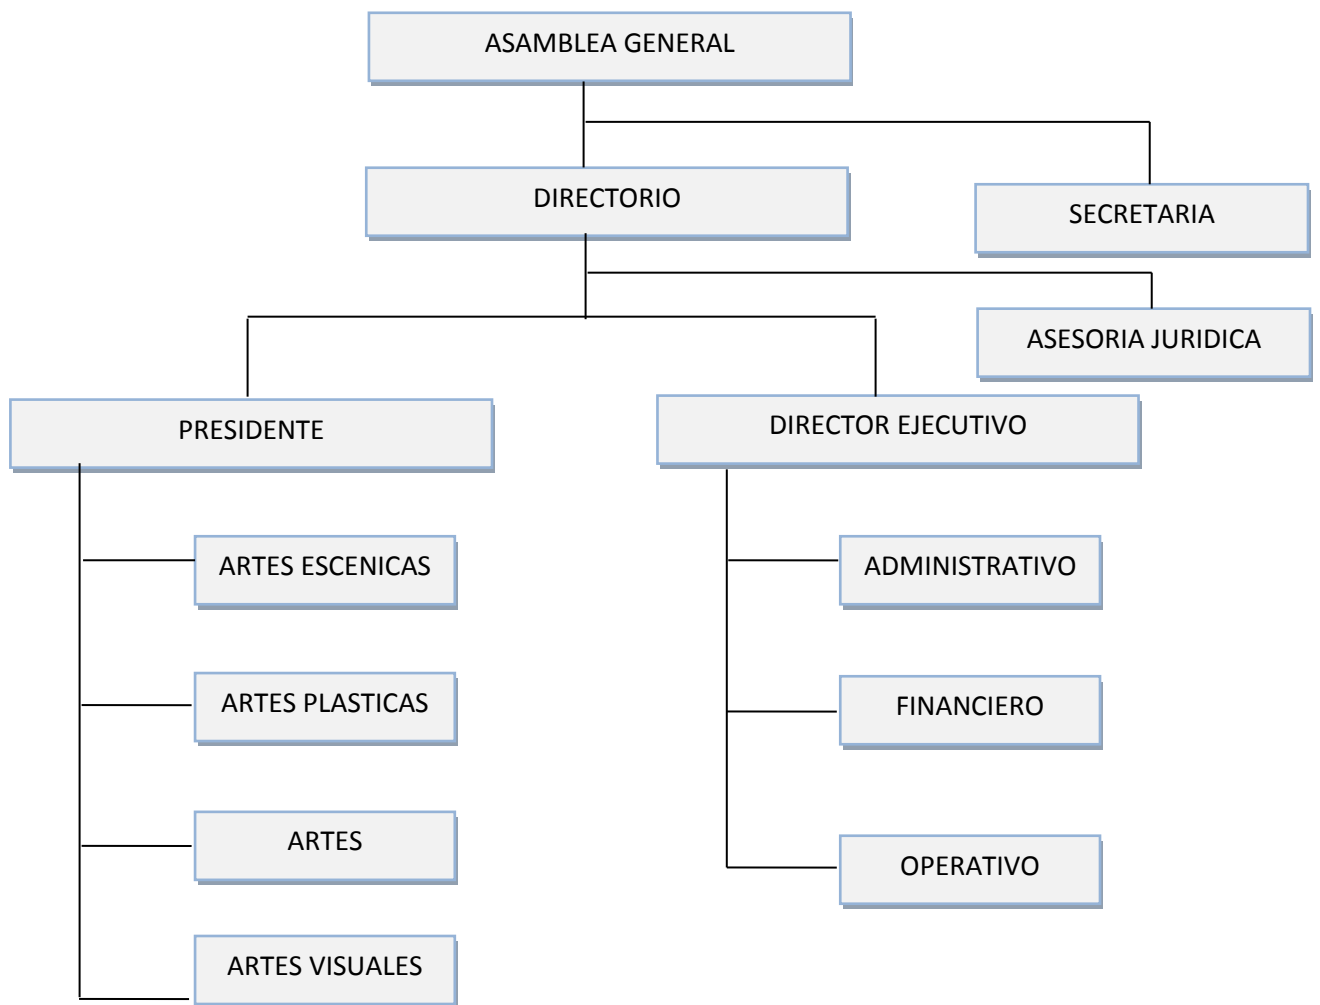 ASAMBLEA GENERAL
DIRECTORIO
SECRETARIA
ASESORIA JURIDICA
PRESIDENTE
DIRECTOR EJECUTIVO
ARTES ESCENICAS
ADMINISTRATIVO
ARTES PLASTICAS
FINANCIERO
ARTES
OPERATIVO
ARTES VISUALES